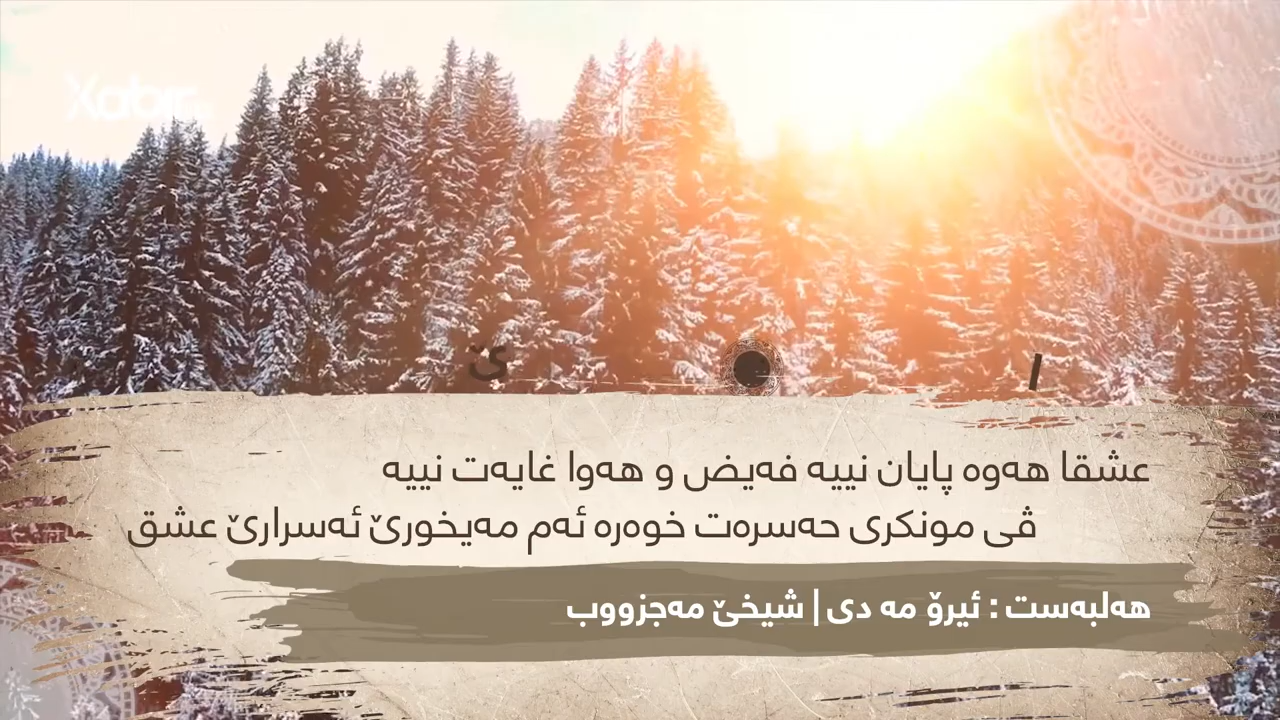 Xabır
عشقا هەوە پایان نییە فەیض و هەوا غایەت نییە
ڤی مونکری حەسرەت خوەرە ئەم مەیخورێ ئەسرارێ عشق
هەلبەست : ئیرۆ مە دی | شیخێ مەجزووب